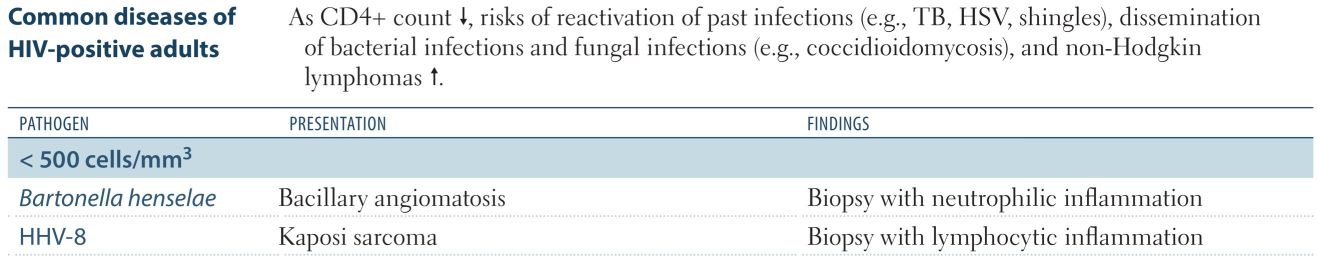 Common diseases of HIV-positive adults
As CD4+ count ↓, risks of reactivation of past infections (e.g., TB, HSV, shingles), dissemination
of bacterial infections and fungal infections (e.g., coccidioidomycosis), and non-Hodgkin
lymphomas ↑.
PATHOGEN PRESENTATION FINDINGS
< 500 cells/mm³
Bartonella henselae Bacillary angiomatosis Biopsy with neutrophilic inflammation
HHV-8 Kaposi sarcoma Biopsy with lymphocytic inflammation